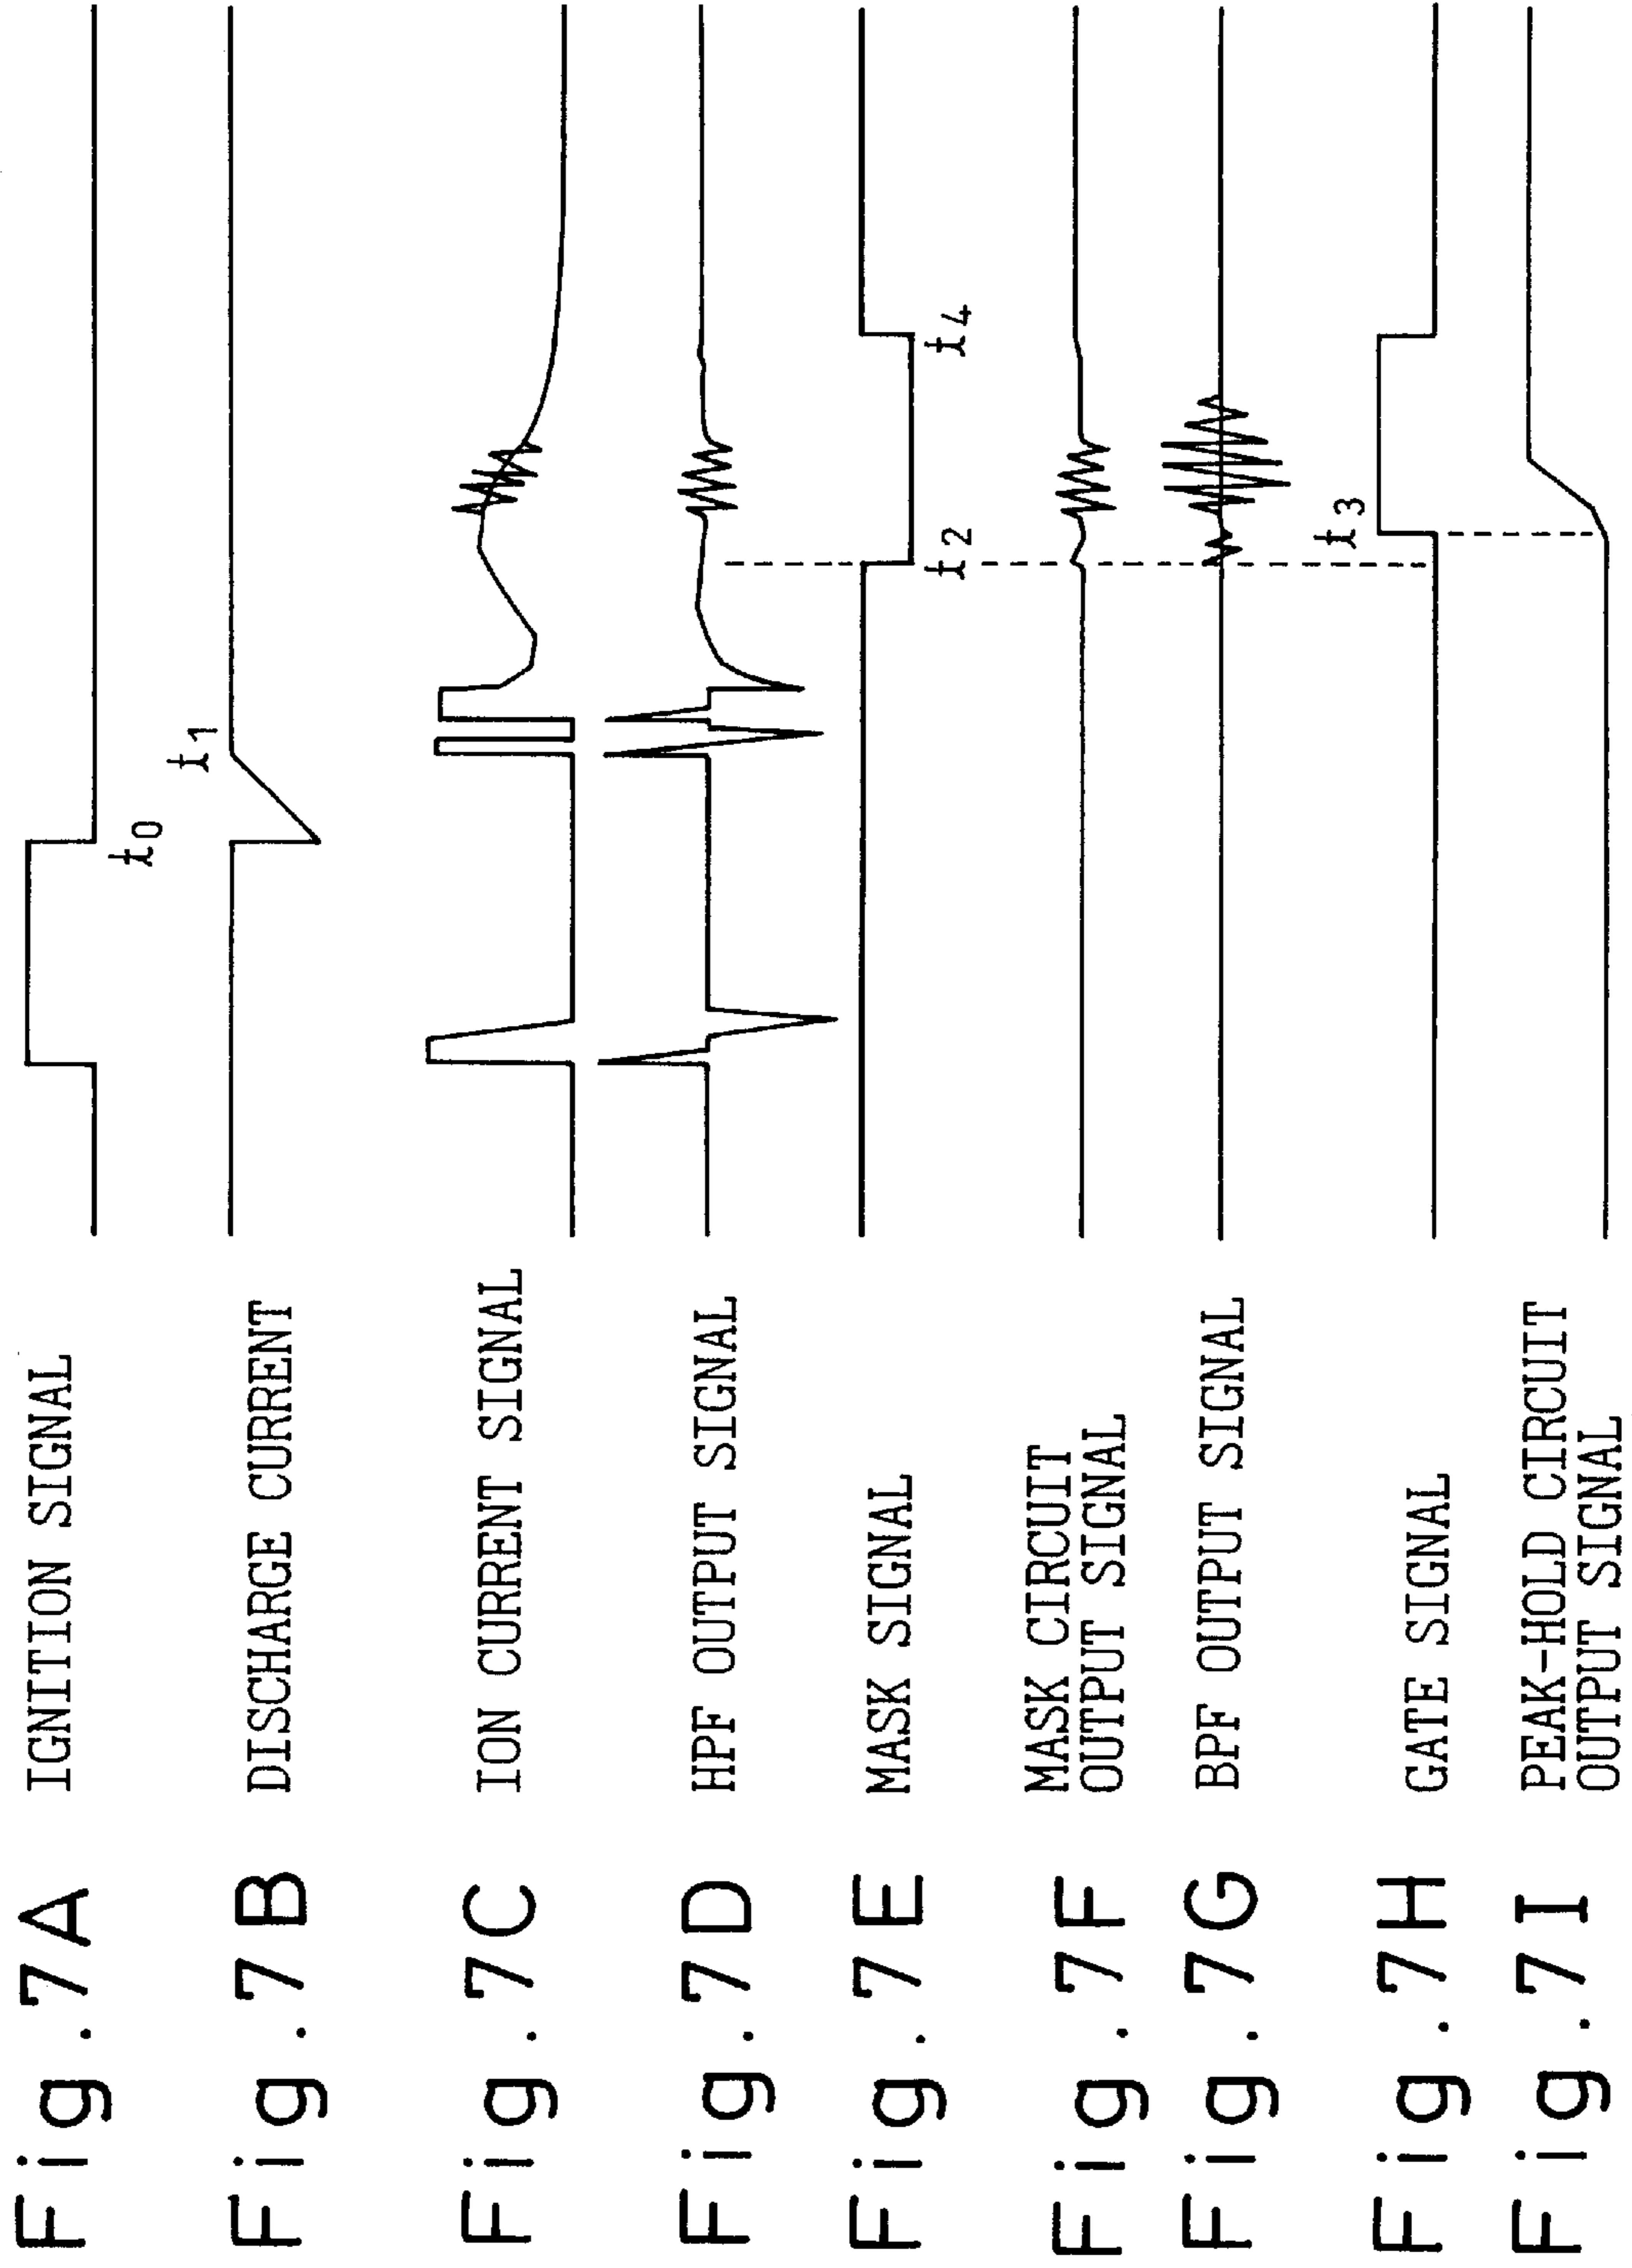 Fig.7A IGNITION SIGNAL
t0
Fig.7B DISCHARGE CURRENT
t1
Fig.7C ION CURRENT SIGNAL
Fig.7D HPF OUTPUT SIGNAL
Fig.7E MASK SIGNAL
t2
t4
Fig.7F MASK CIRCUIT
OUTPUT SIGNAL
Fig.7G BPF OUTPUT SIGNAL
t3
Fig.7H GATE SIGNAL
Fig.7I PEAK-HOLD CIRCUIT
OUTPUT SIGNAL